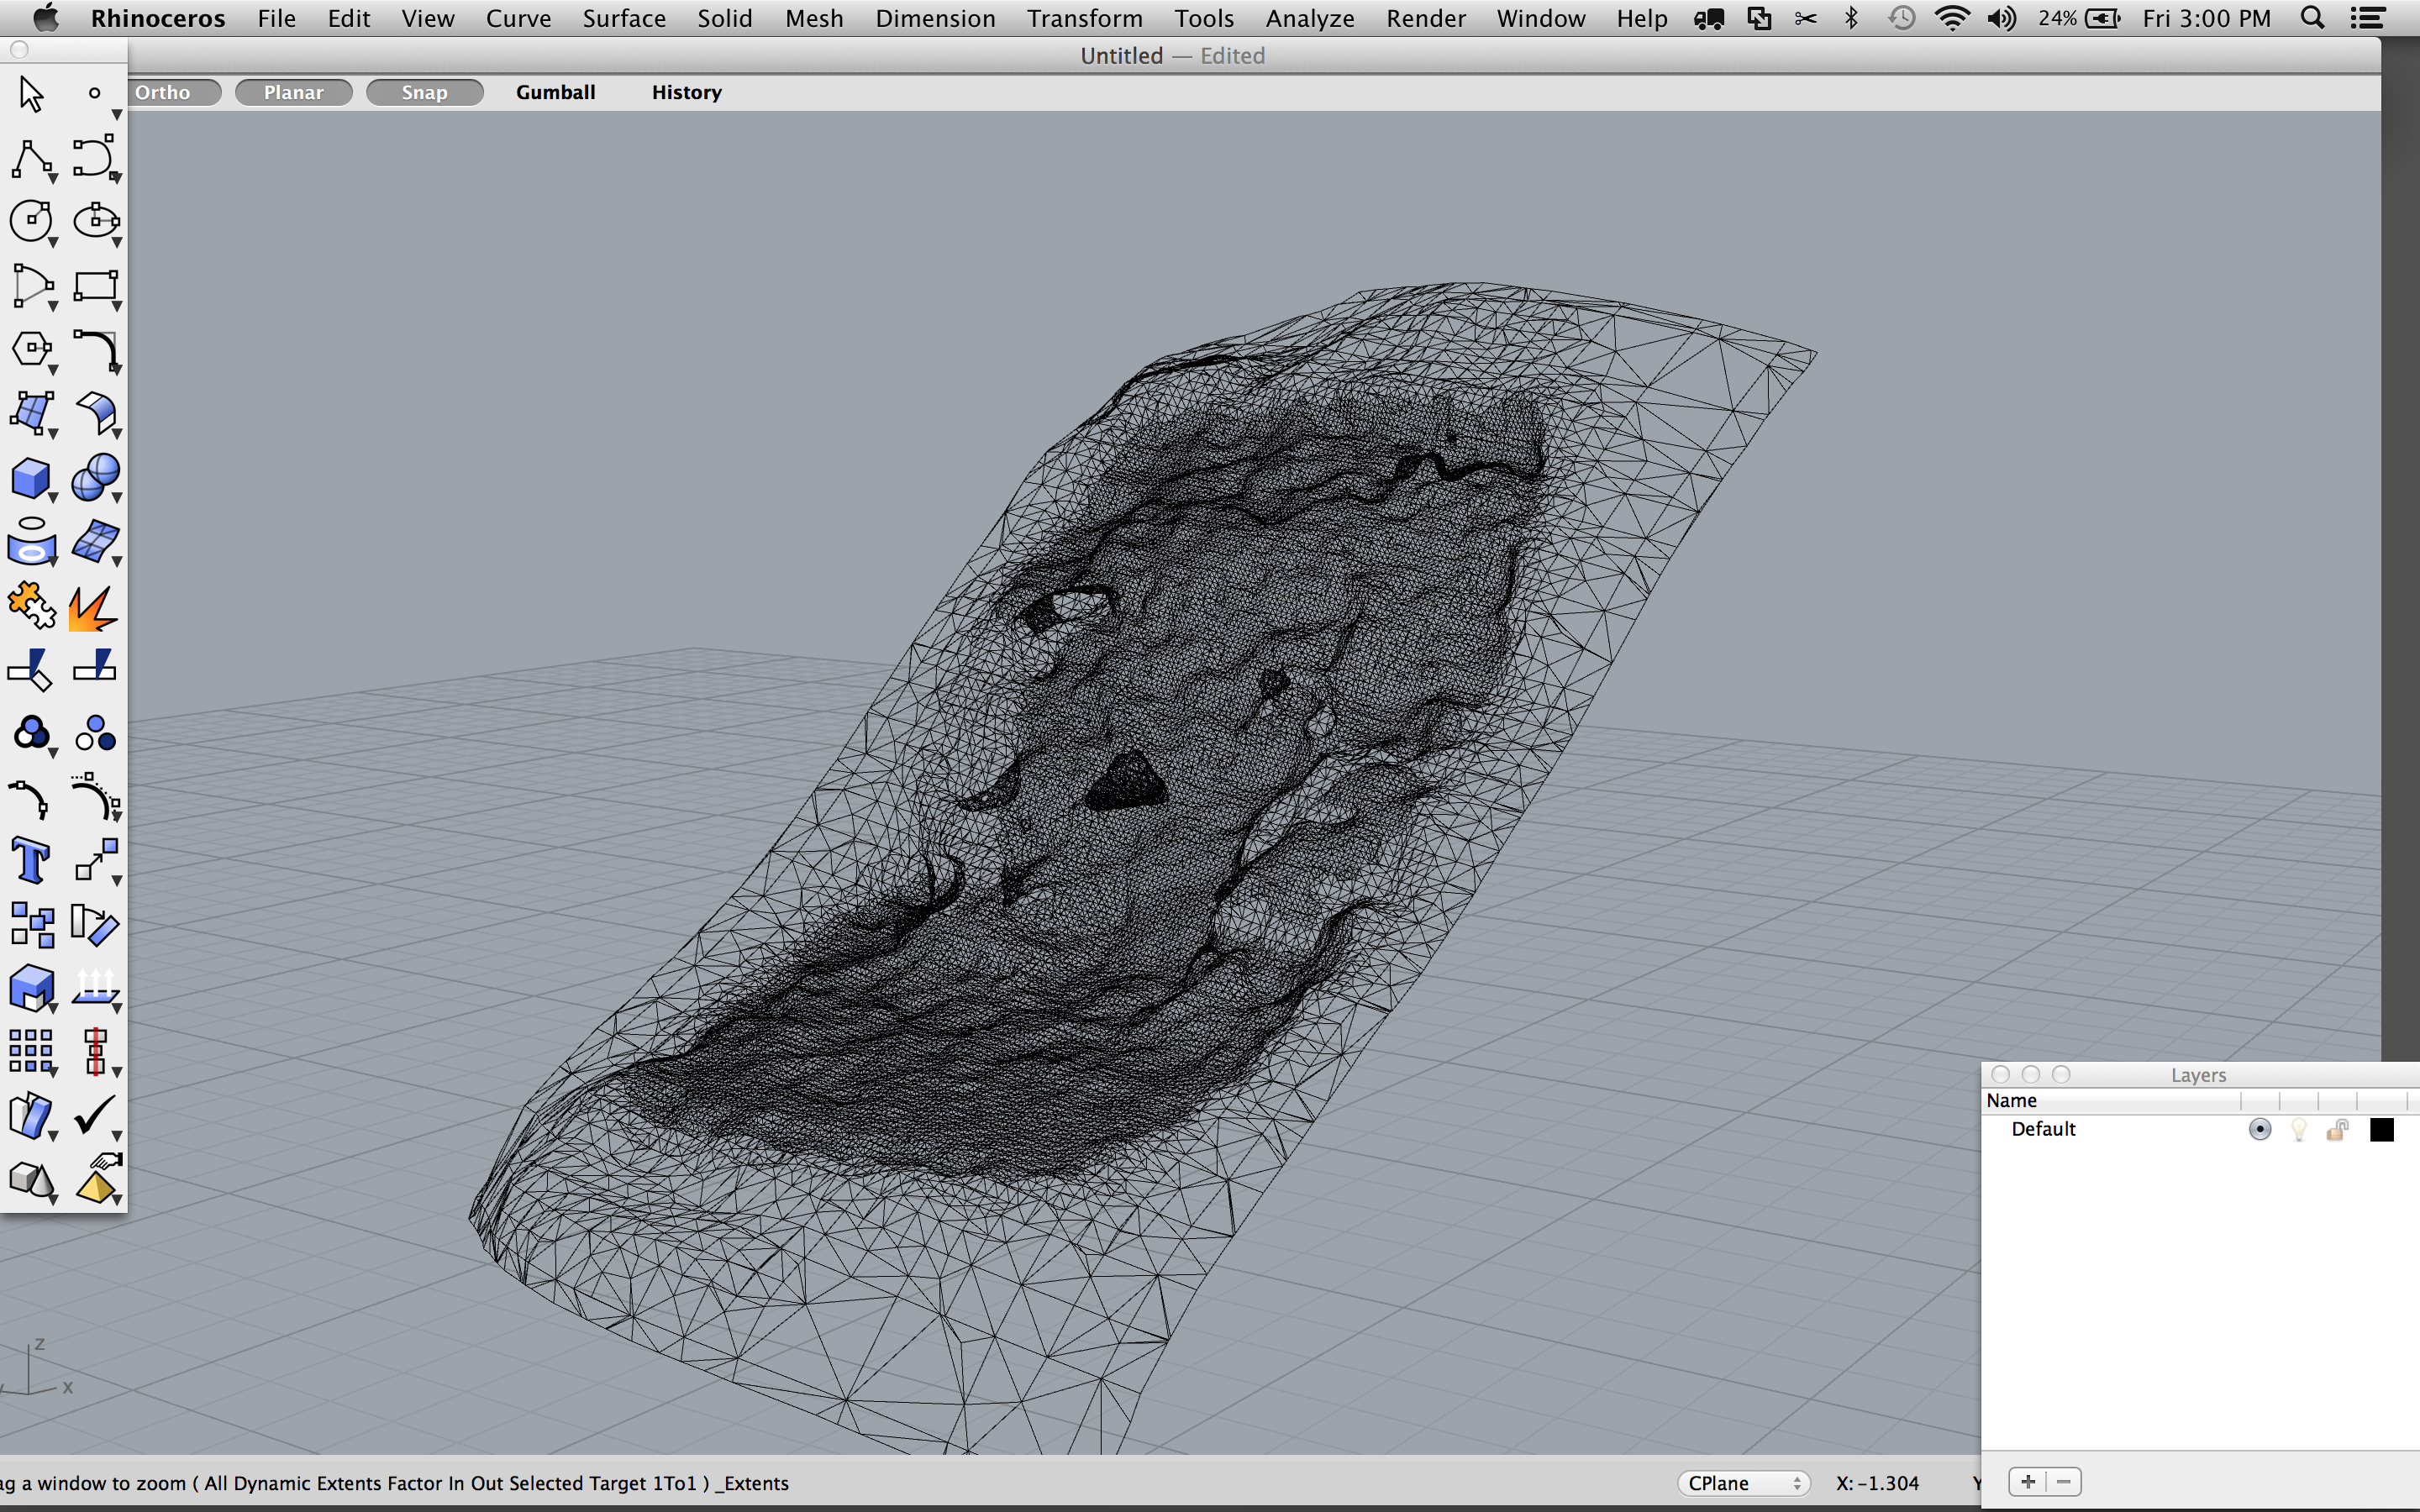 Rhinoceros File Edit View Curve Surface Solid Mesh Dimension Transform Tools Analyze Render Window Help 24% Fri 3:00 PM
Untitled — Edited
Ortho Planar Snap Gumball History
Layers
Name
Default
z
x
ag a window to zoom ( All Dynamic Extents Factor In Out Selected Target 1To1 ) _Extents CPlane X: -1.304 Y